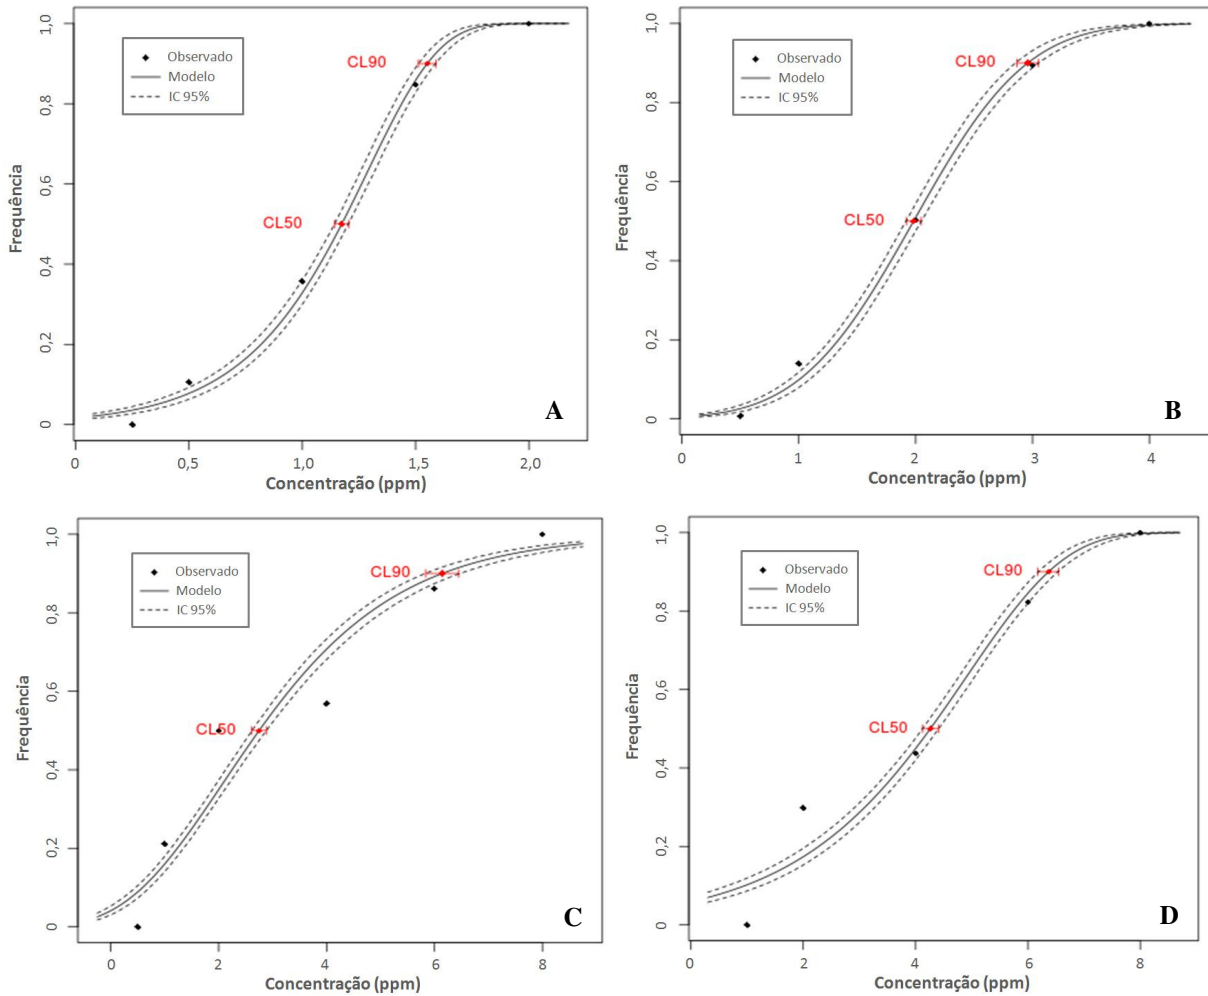 1,0
0,8
0,6
0,4
0,2
0
Frequência
Observado
Modelo
IC 95%
CL90
CL50
A
0 0,5 1,0 1,5 2,0
Concentração (ppm)
1,0
0,8
0,6
0,4
0,2
0
Frequência
Observado
Modelo
IC 95%
CL90
CL50
B
0 1 2 3 4
Concentração (ppm)
1,0
0,8
0,6
0,4
0,2
0
Frequência
Observado
Modelo
IC 95%
CL90
CL50
C
0 2 4 6 8
Concentração (ppm)
1,0
0,8
0,6
0,4
0,2
0
Frequência
Observado
Modelo
IC 95%
CL90
CL50
D
0 2 4 6 8
Concentração (ppm)